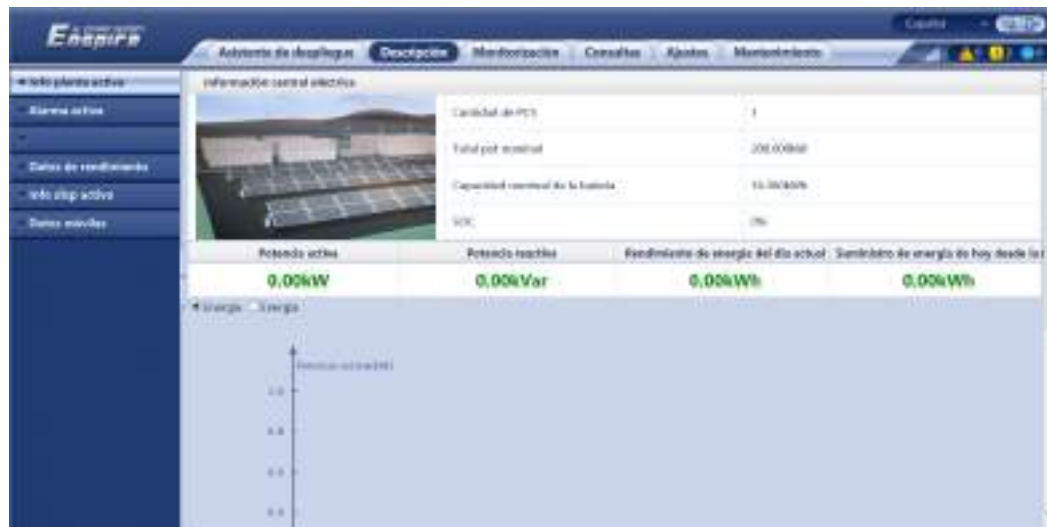 Enspire
Español
Asistente de despliegue Descripción Monitorización Consultas Ajustes Mantenimiento
Info planta activa
Información central eléctrica
Alarma activa
Datos de rendimiento
Info disp activo
Datos móviles
Cantidad de PCS 1
Total pot nominal
Capacidad nominal de la batería
SOC 0%
Potencia activa Potencia reactiva Rendimiento de energía del día actual Suministro de energía de hoy desde la r
0.00kW 0.00kVar 0.00kWh 0.00kWh
Energía Energía